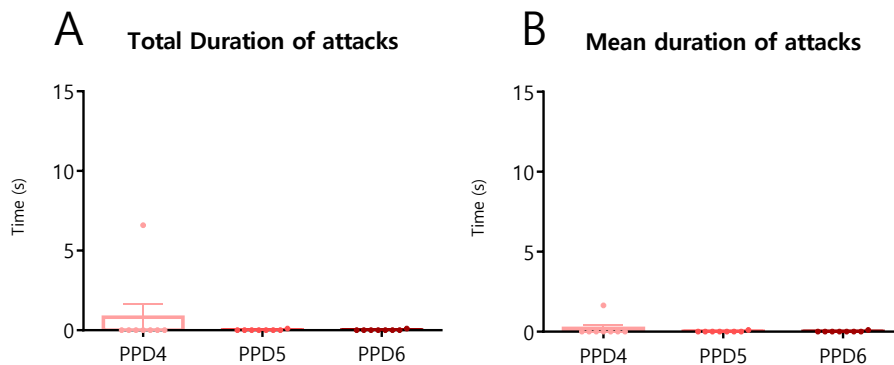 A
Total Duration of attacks
Time (s)
15
10
5
0
PPD4
PPD5
PPD6
B
Mean duration of attacks
Time (s)
15
10
5
0
PPD4
PPD5
PPD6